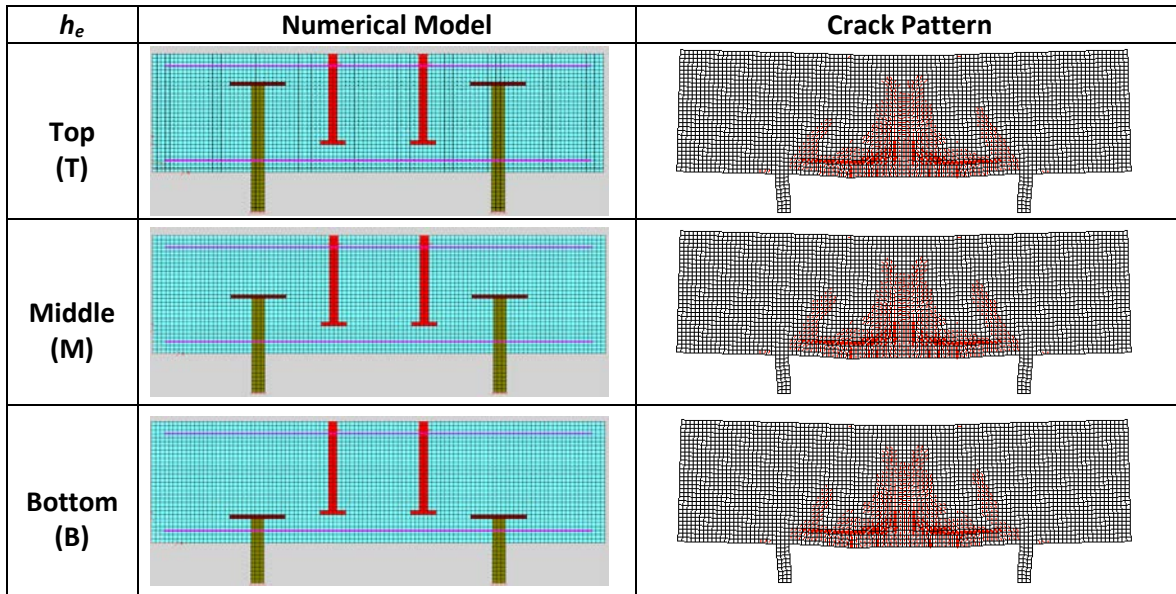 he Numerical Model Crack Pattern
Top
(T)
Middle
(M)
Bottom
(B)